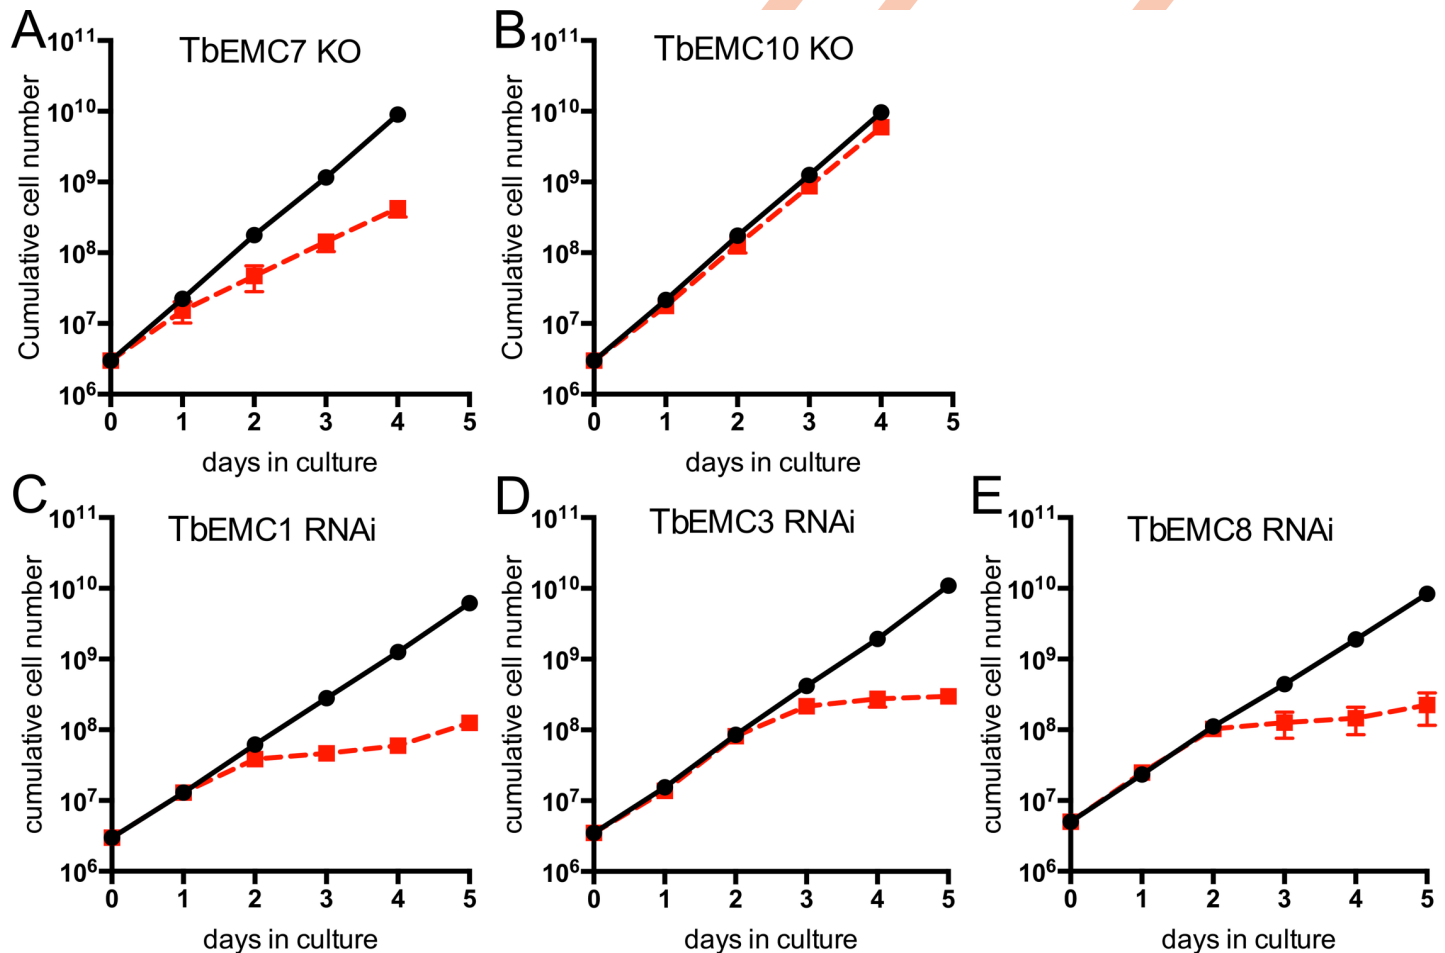 A
TbEMC7 KO
Cumulative cell number
10¹¹
10¹⁰
10⁹
10⁸
10⁷
10⁶
0 1 2 3 4 5
days in culture
B
TbEMC10 KO
Cumulative cell number
10¹¹
10¹⁰
10⁹
10⁸
10⁷
10⁶
0 1 2 3 4 5
days in culture
C
TbEMC1 RNAi
cumulative cell number
10¹¹
10¹⁰
10⁹
10⁸
10⁷
10⁶
0 1 2 3 4 5
days in culture
D
TbEMC3 RNAi
cumulative cell number
10¹¹
10¹⁰
10⁹
10⁸
10⁷
10⁶
0 1 2 3 4 5
days in culture
E
TbEMC8 RNAi
cumulative cell number
10¹¹
10¹⁰
10⁹
10⁸
10⁷
10⁶
0 1 2 3 4 5
days in culture